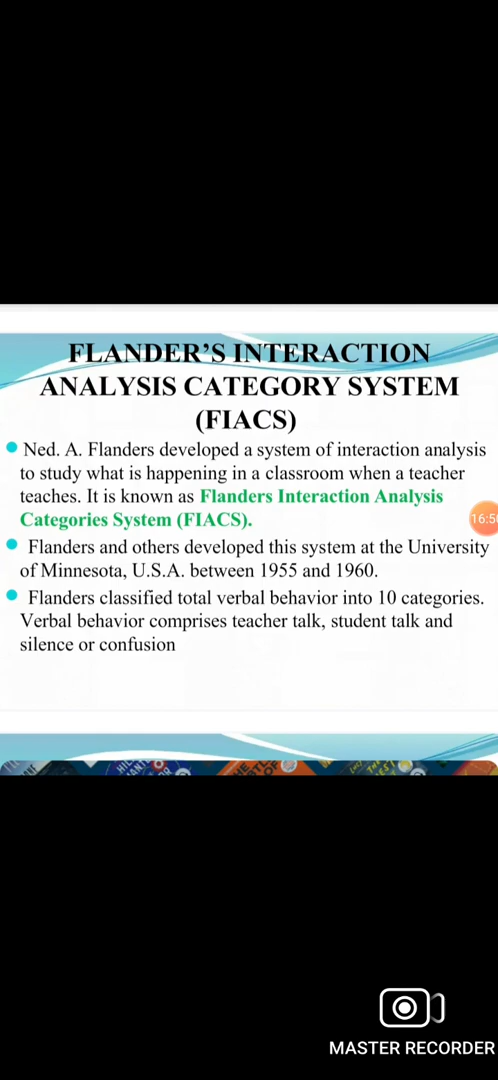 FLANDER'S INTERACTION
ANALYSIS CATEGORY SYSTEM
(FIACS)
Ned. A. Flanders developed a system of interaction analysis
to study what is happening in a classroom when a teacher
teaches. It is known as Flanders Interaction Analysis
Categories System (FIACS).
Flanders and others developed this system at the University
of Minnesota, U.S.A. between 1955 and 1960.
Flanders classified total verbal behavior into 10 categories.
Verbal behavior comprises teacher talk, student talk and
silence or confusion
MASTER RECORDER